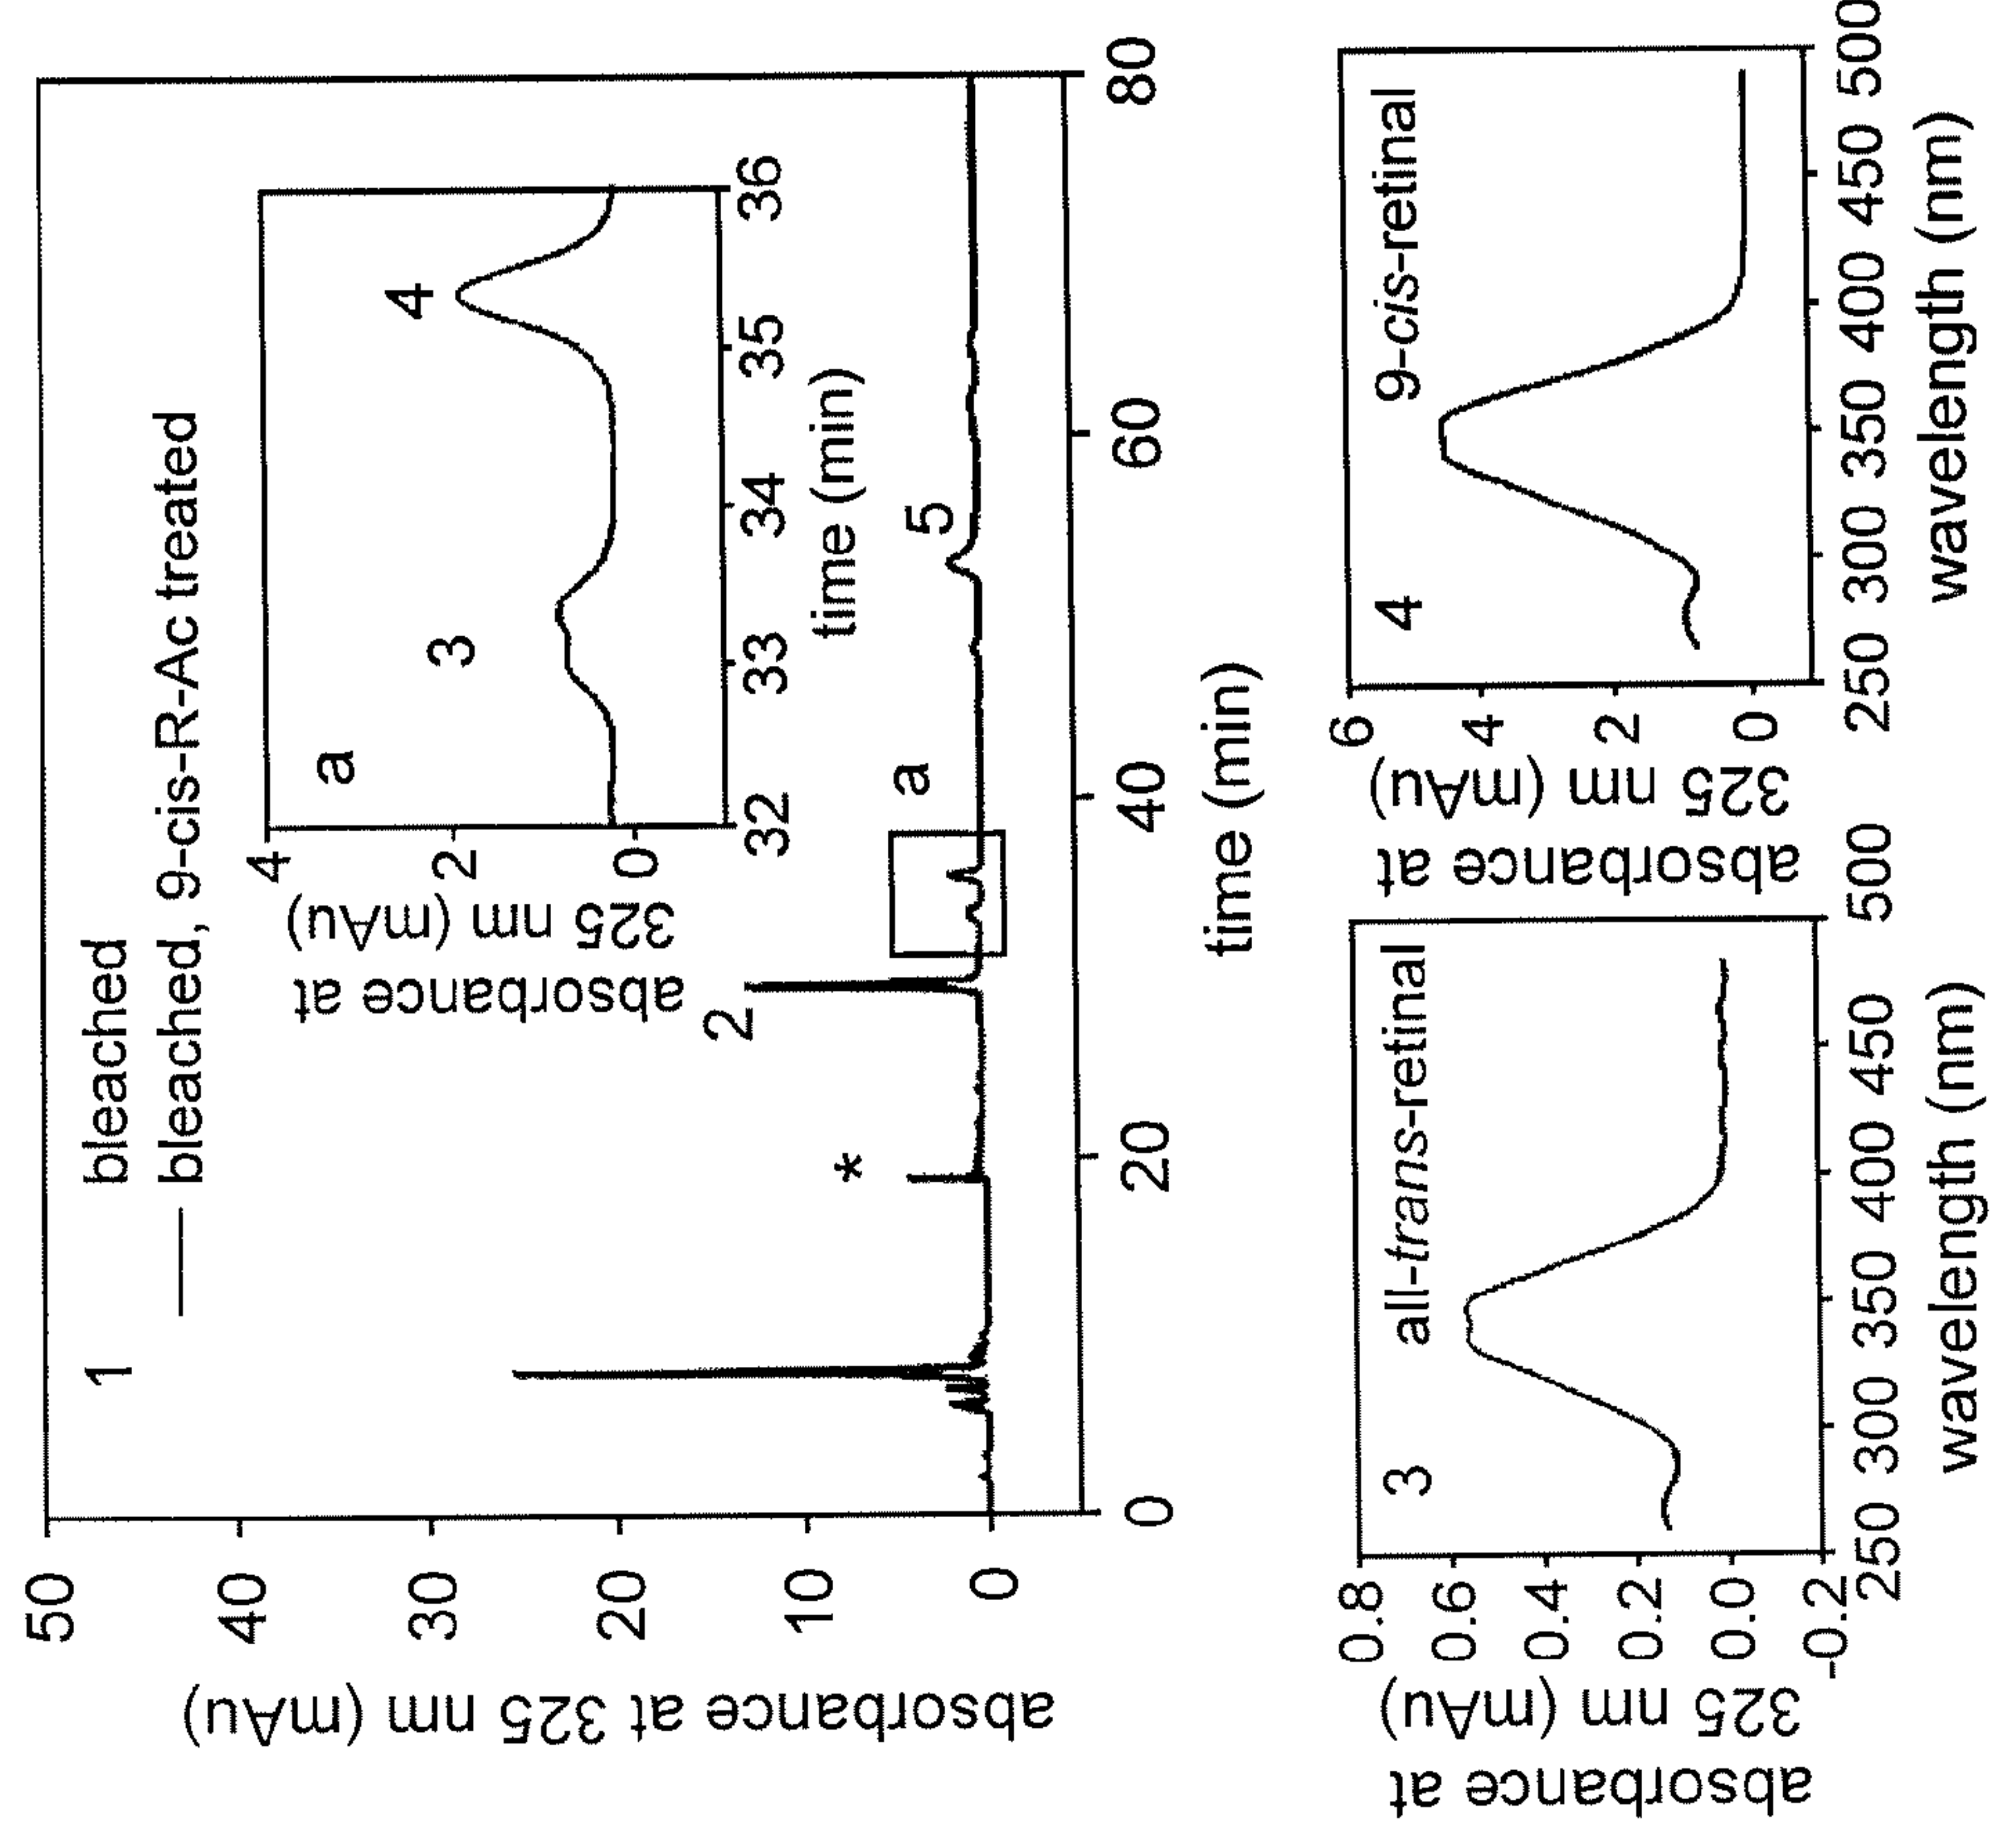 bleached
bleached, 9-cis-R-Ac treated
1
2
*
5
a
50
40
30
20
10
0
absorbance at 325 nm (mAu)
0
20
40
60
80
time (min)
a
3
4
4
2
0
absorbance at
325 nm (mAu)
32
33
34
35
36
time (min)
3
all-trans-retinal
0.8
0.6
0.4
0.2
0.0
-0.2
absorbance at
325 nm (mAu)
250 300 350 400 450 500
wavelength (nm)
4
9-cis-retinal
6
4
2
0
absorbance at
325 nm (mAu)
250 300 350 400 450 500
wavelength (nm)